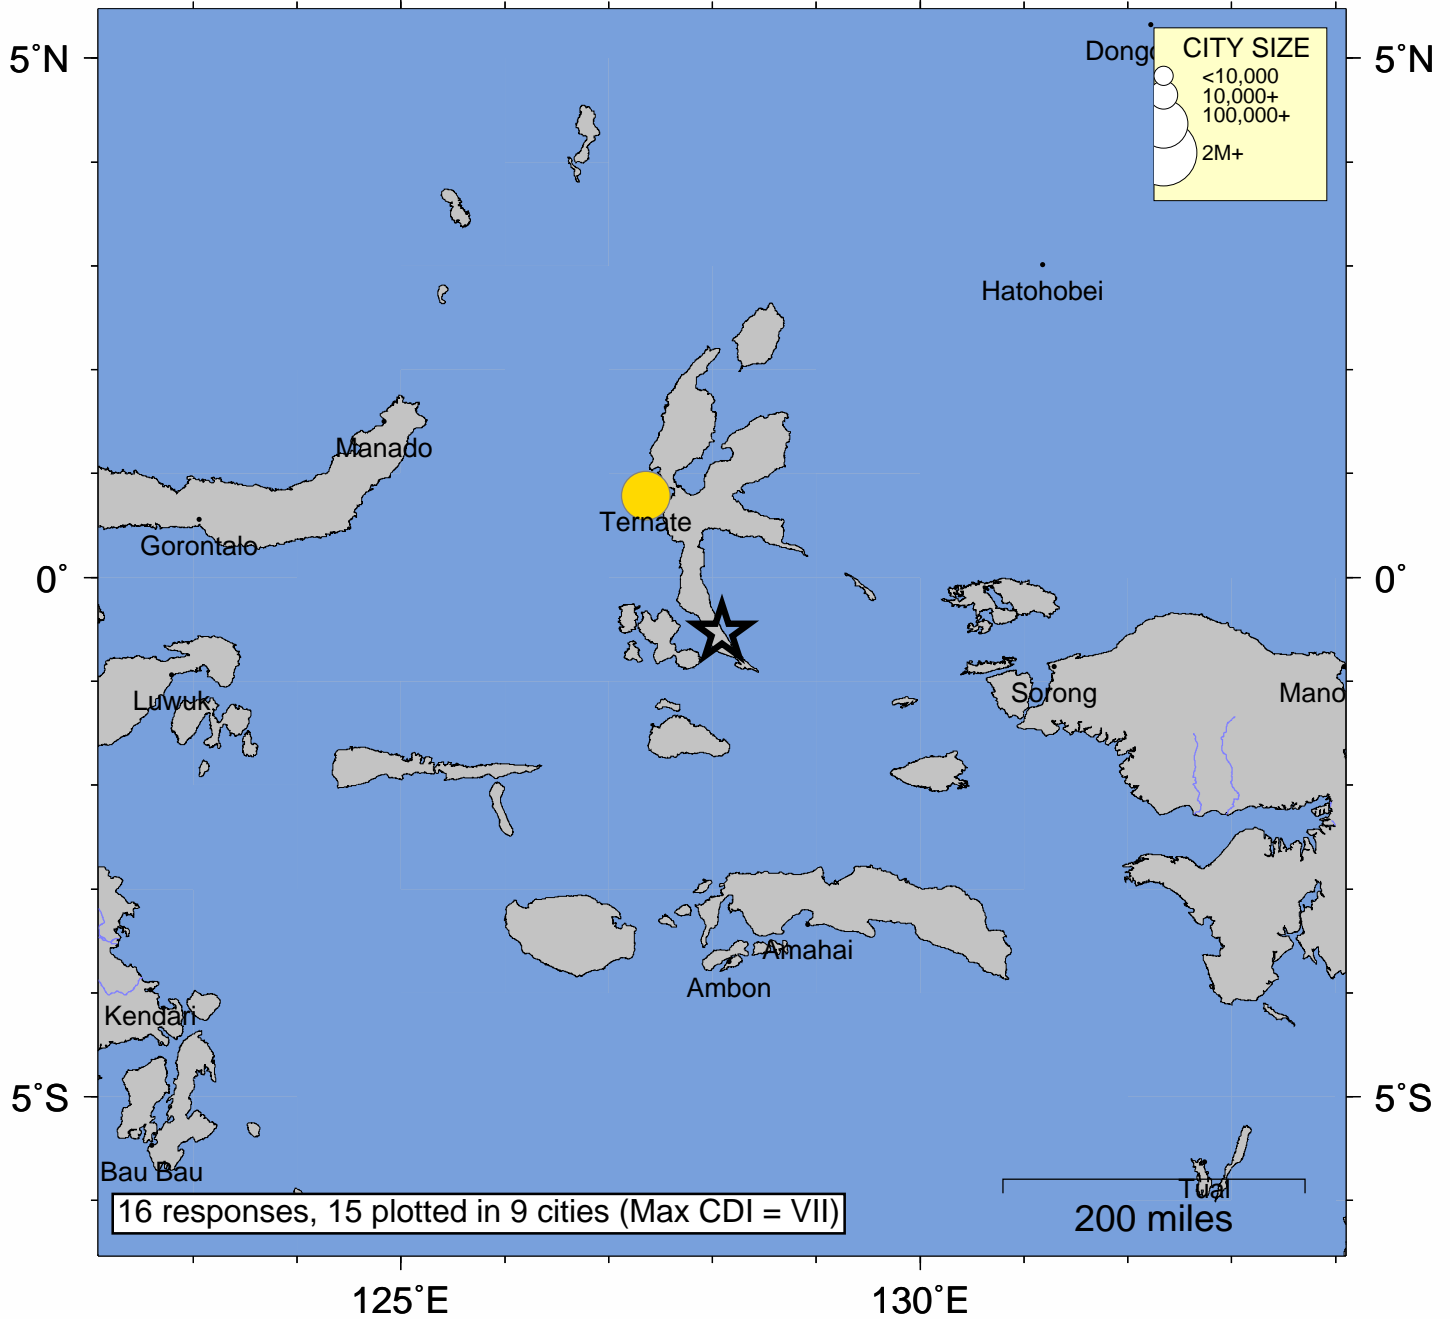 5°N
5°N
Dongo
CITY SIZE
<10,000
10,000+
100,000+
2M+
Hatohobei
Manado
Ternate
Gorontalo
0°
0°
Luwuk
Sorong
Mano
Amahai
Ambon
Kendari
5°S
5°S
Bau Bau
Tual
16 responses, 15 plotted in 9 cities (Max CDI = VII)
200 miles
125°E
130°E